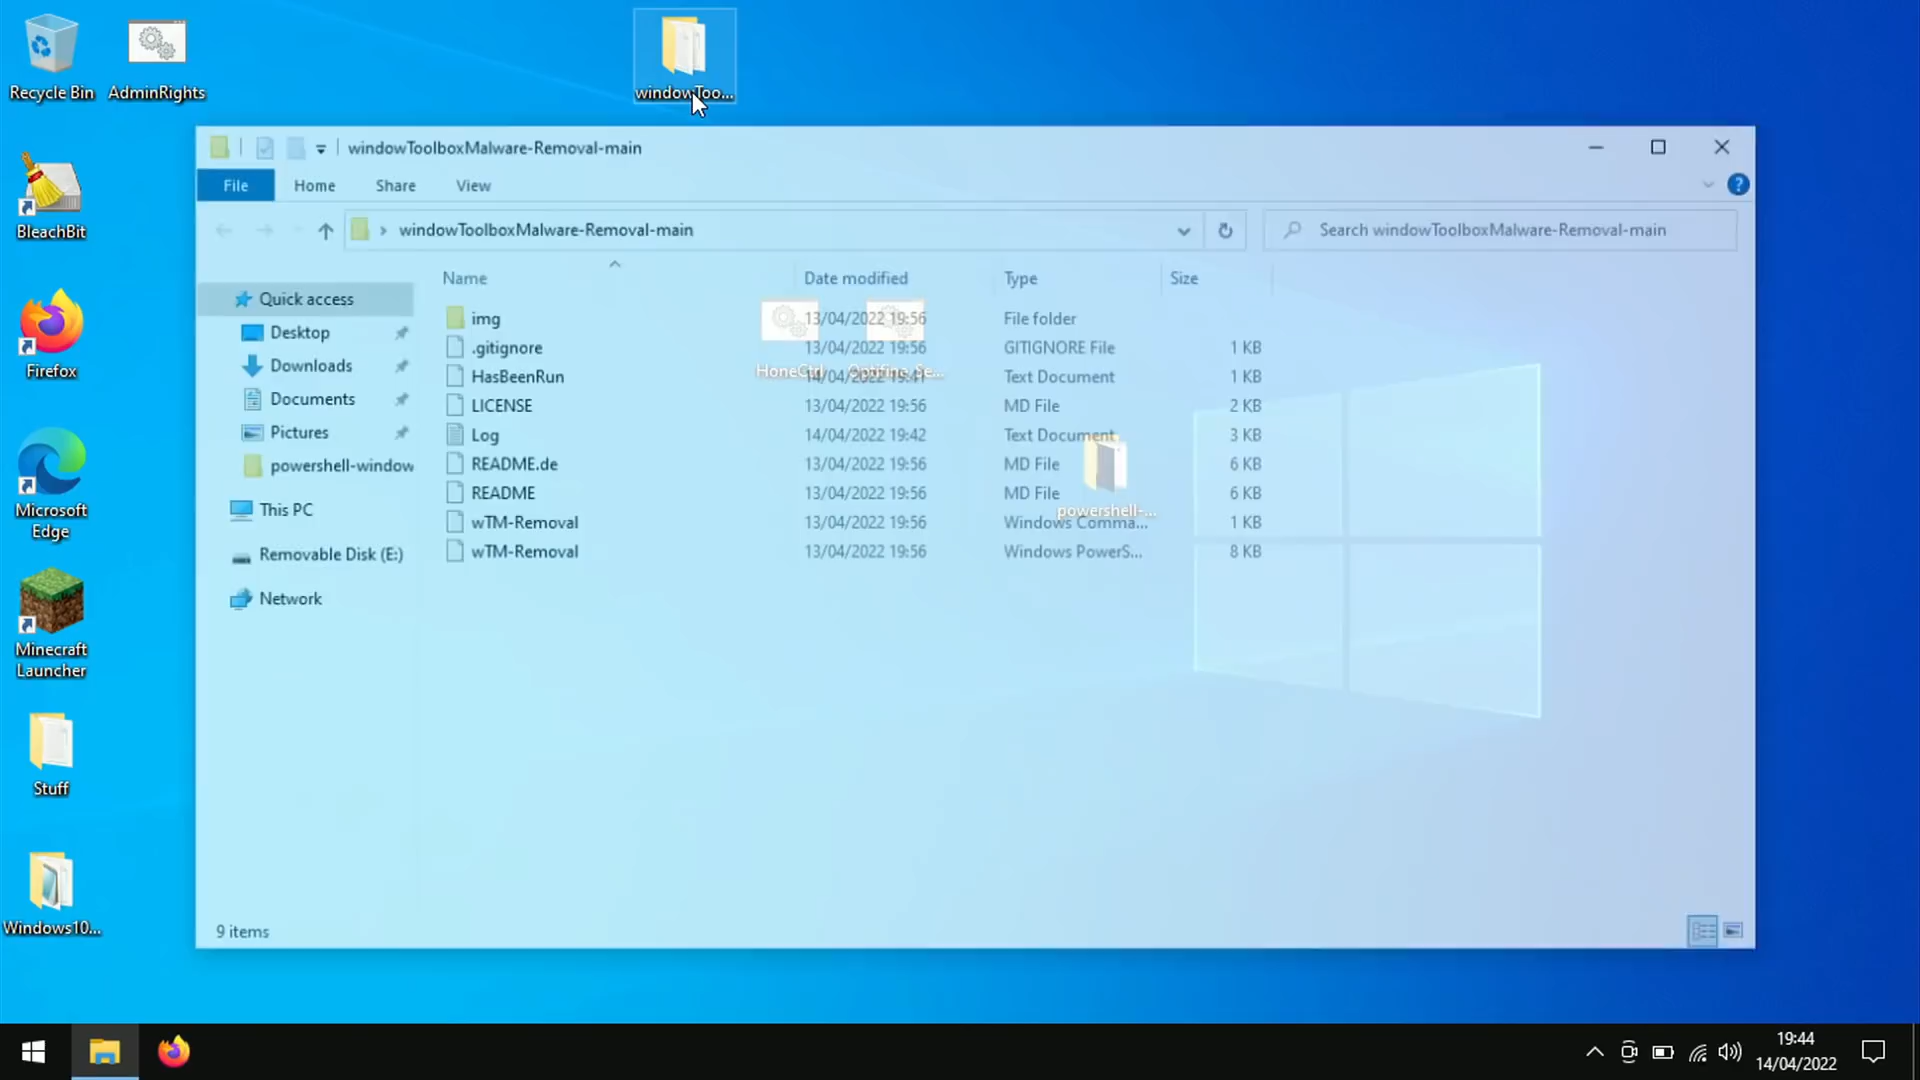 Recycle Bin
AdminRights
windowToo...
BleachBit
Firefox
Microsoft
Edge
Minecraft
Launcher
Stuff
Windows10...
windowToolboxMalware-Removal-main
File
Home
Share
View
windowToolboxMalware-Removal-main
Search windowToolboxMalware-Removal-main
Quick access
Desktop
Downloads
Documents
Pictures
powershell-window
This PC
Removable Disk (E:)
Network
Name Date modified Type Size
img 13/04/2022 19:56 File folder
.gitignore 13/04/2022 19:56 GITIGNORE File 1 KB
HasBeenRun 14/04/2022 19:41 Text Document 1 KB
LICENSE 13/04/2022 19:56 MD File 2 KB
Log 14/04/2022 19:42 Text Document 3 KB
README.de 13/04/2022 19:56 MD File 6 KB
README 13/04/2022 19:56 MD File 6 KB
wTM-Removal 13/04/2022 19:56 Windows Comma... 1 KB
wTM-Removal 13/04/2022 19:56 Windows PowerS... 8 KB
HoneCtrl
powershell-...
9 items
19:44
14/04/2022